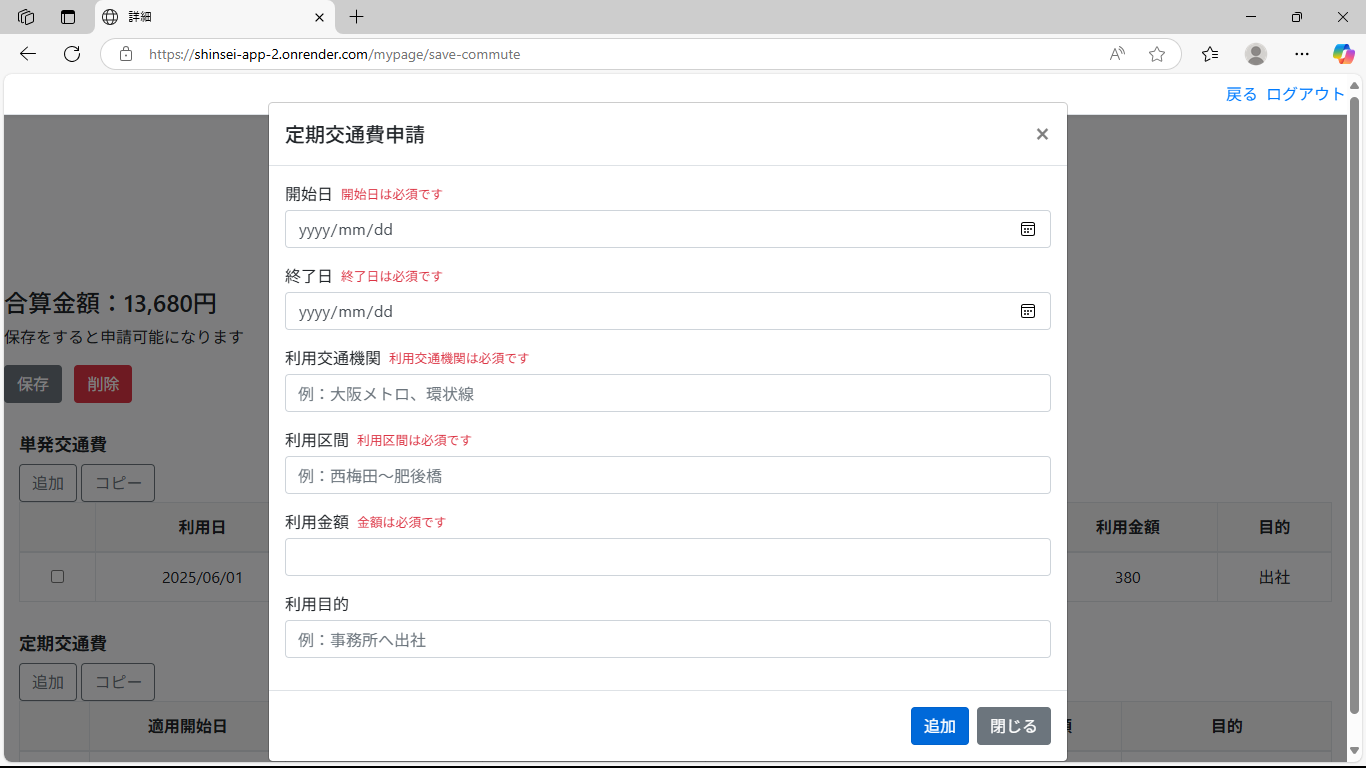 詳細
https://shinsei-app-2.onrender.com/mypage/save-commute
戻る ログアウト
定期交通費申請 ×
開始日 開始日は必須です
yyyy/mm/dd
終了日 終了日は必須です
yyyy/mm/dd
利用交通機関 利用交通機関は必須です
例：大阪メトロ、環状線
利用区間 利用区間は必須です
例：西梅田～肥後橋
利用金額 金額は必須です
利用目的
例：事務所へ出社
追加 閉じる
合算金額：13,680円
保存をすると申請可能になります
保存 削除
単発交通費
追加 コピー
利用日 利用金額 目的
2025/06/01 380 出社
定期交通費
追加 コピー
適用開始日 目的